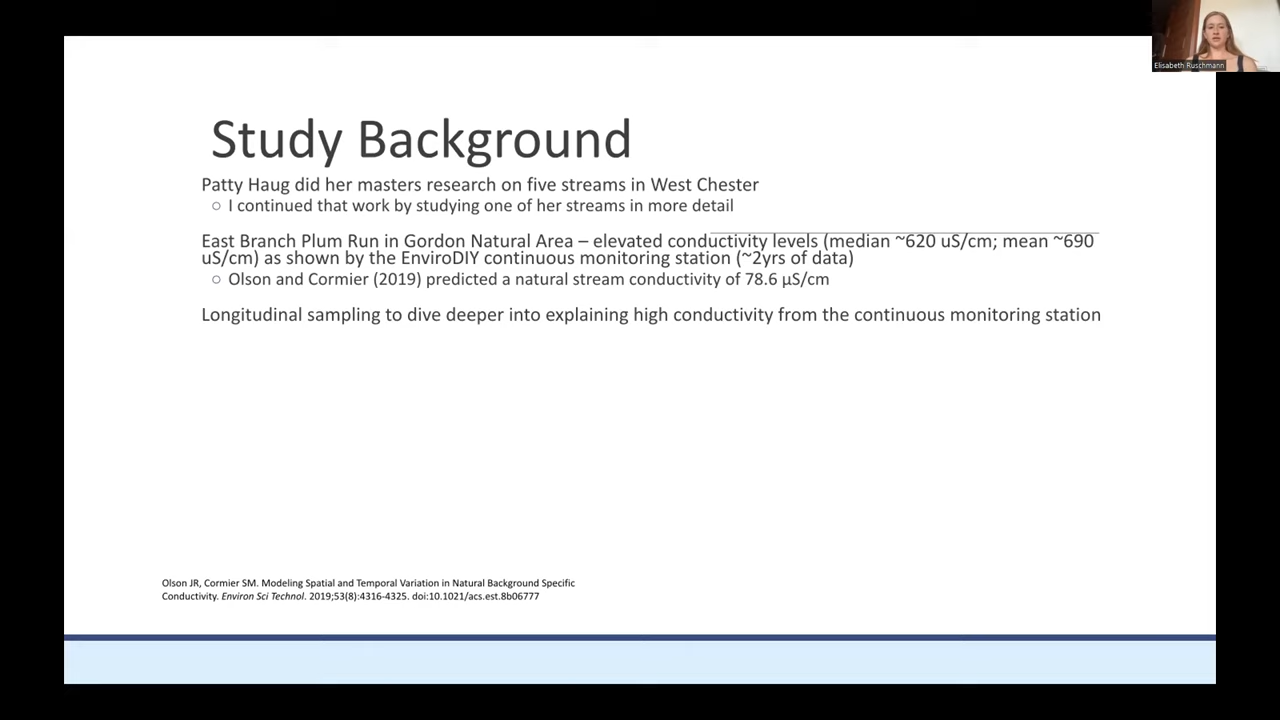 Elisabeth Ruschmann
Study Background
Patty Haug did her masters research on five streams in West Chester
○ I continued that work by studying one of her streams in more detail
East Branch Plum Run in Gordon Natural Area – elevated conductivity levels (median ~620 uS/cm; mean ~690
uS/cm) as shown by the EnviroDIY continuous monitoring station (~2yrs of data)
○ Olson and Cormier (2019) predicted a natural stream conductivity of 78.6 µS/cm
Longitudinal sampling to dive deeper into explaining high conductivity from the continuous monitoring station
Olson JR, Cormier SM. Modeling Spatial and Temporal Variation in Natural Background Specific
Conductivity. Environ Sci Technol. 2019;53(8):4316-4325. doi:10.1021/acs.est.8b06777